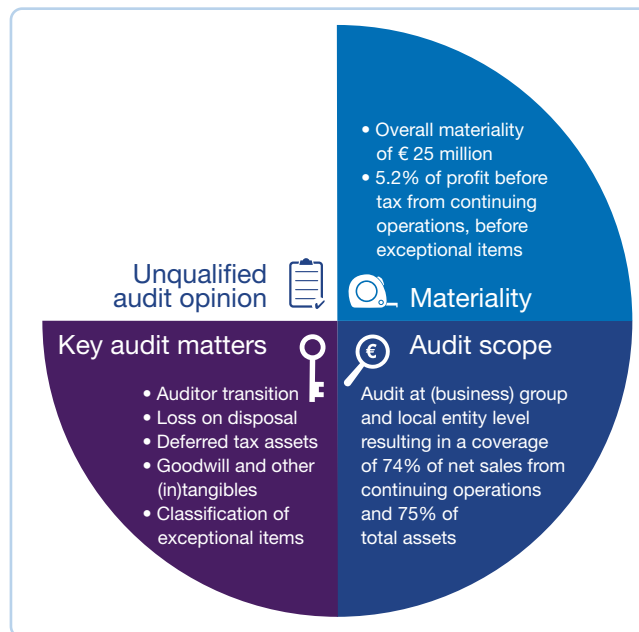 • Overall materiality
of € 25 million
• 5.2% of profit before
tax from continuing
operations, before
exceptional items
Unqualified
audit opinion
Materiality
Key audit matters
• Auditor transition
• Loss on disposal
• Deferred tax assets
• Goodwill and other
(in)tangibles
• Classification of
exceptional items
€
Audit scope
Audit at (business) group
and local entity level
resulting in a coverage
of 74% of net sales from
continuing operations
and 75% of
total assets